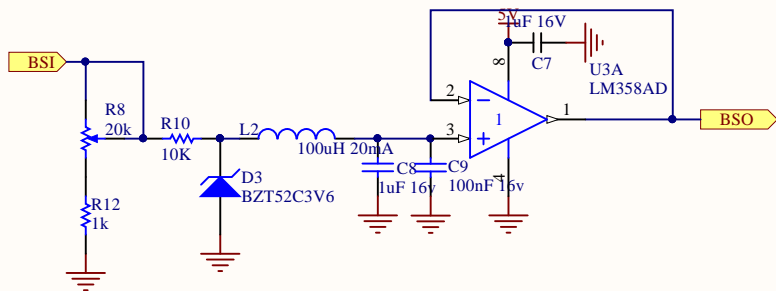 5V
1uF 16V
BSI
8
C7
U3A
LM358AD
2
R8
20k
R10
10K
L2
100uH 20mA
3
1
1
BSO
C8
1uF 16v
C9
100nF 16v
4
D3
BZT52C3V6
R12
1k